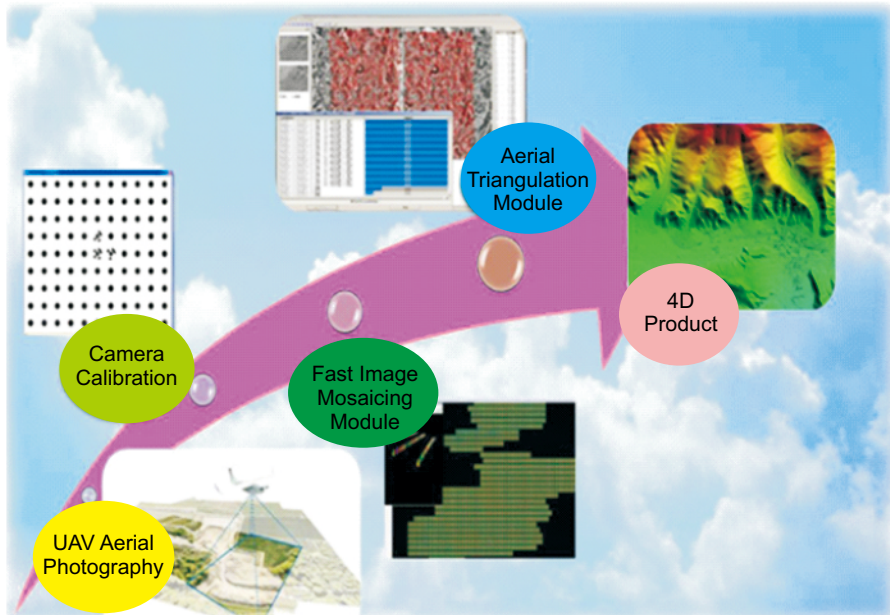 UAV Aerial
Photography
Camera
Calibration
Fast Image
Mosaicing
Module
Aerial
Triangulation
Module
4D
Product